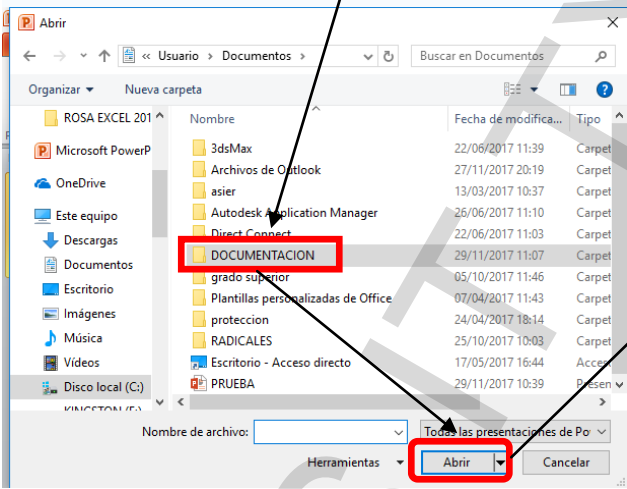 Abrir
« Usuario > Documentos >
Buscar en Documentos
Organizar
Nueva carpeta
ROSA EXCEL 201
Microsoft PowerP
OneDrive
Este equipo
Descargas
Documentos
Escritorio
Imágenes
Música
Vídeos
Disco local (C:)
Nombre Fecha de modifica... Tipo
3dsMax 22/06/2017 11:39 Carpet
Archivos de Outlook 27/11/2017 20:19 Carpet
asier 13/03/2017 10:37 Carpet
Autodesk Application Manager 26/06/2017 11:10 Carpet
Direct Connect 22/06/2017 11:03 Carpet
DOCUMENTACION 29/11/2017 11:07 Carpet
grado superior 05/10/2017 11:46 Carpet
Plantillas personalizadas de Office 07/04/2017 11:43 Carpet
proteccion 24/04/2017 18:14 Carpet
RADICALES 25/10/2017 10:03 Carpet
Escritorio - Acceso directo 17/05/2017 16:44 Acces
PRUEBA 29/11/2017 10:39 Presen
Nombre de archivo:
Todas las presentaciones de Po
Herramientas
Abrir
Cancelar